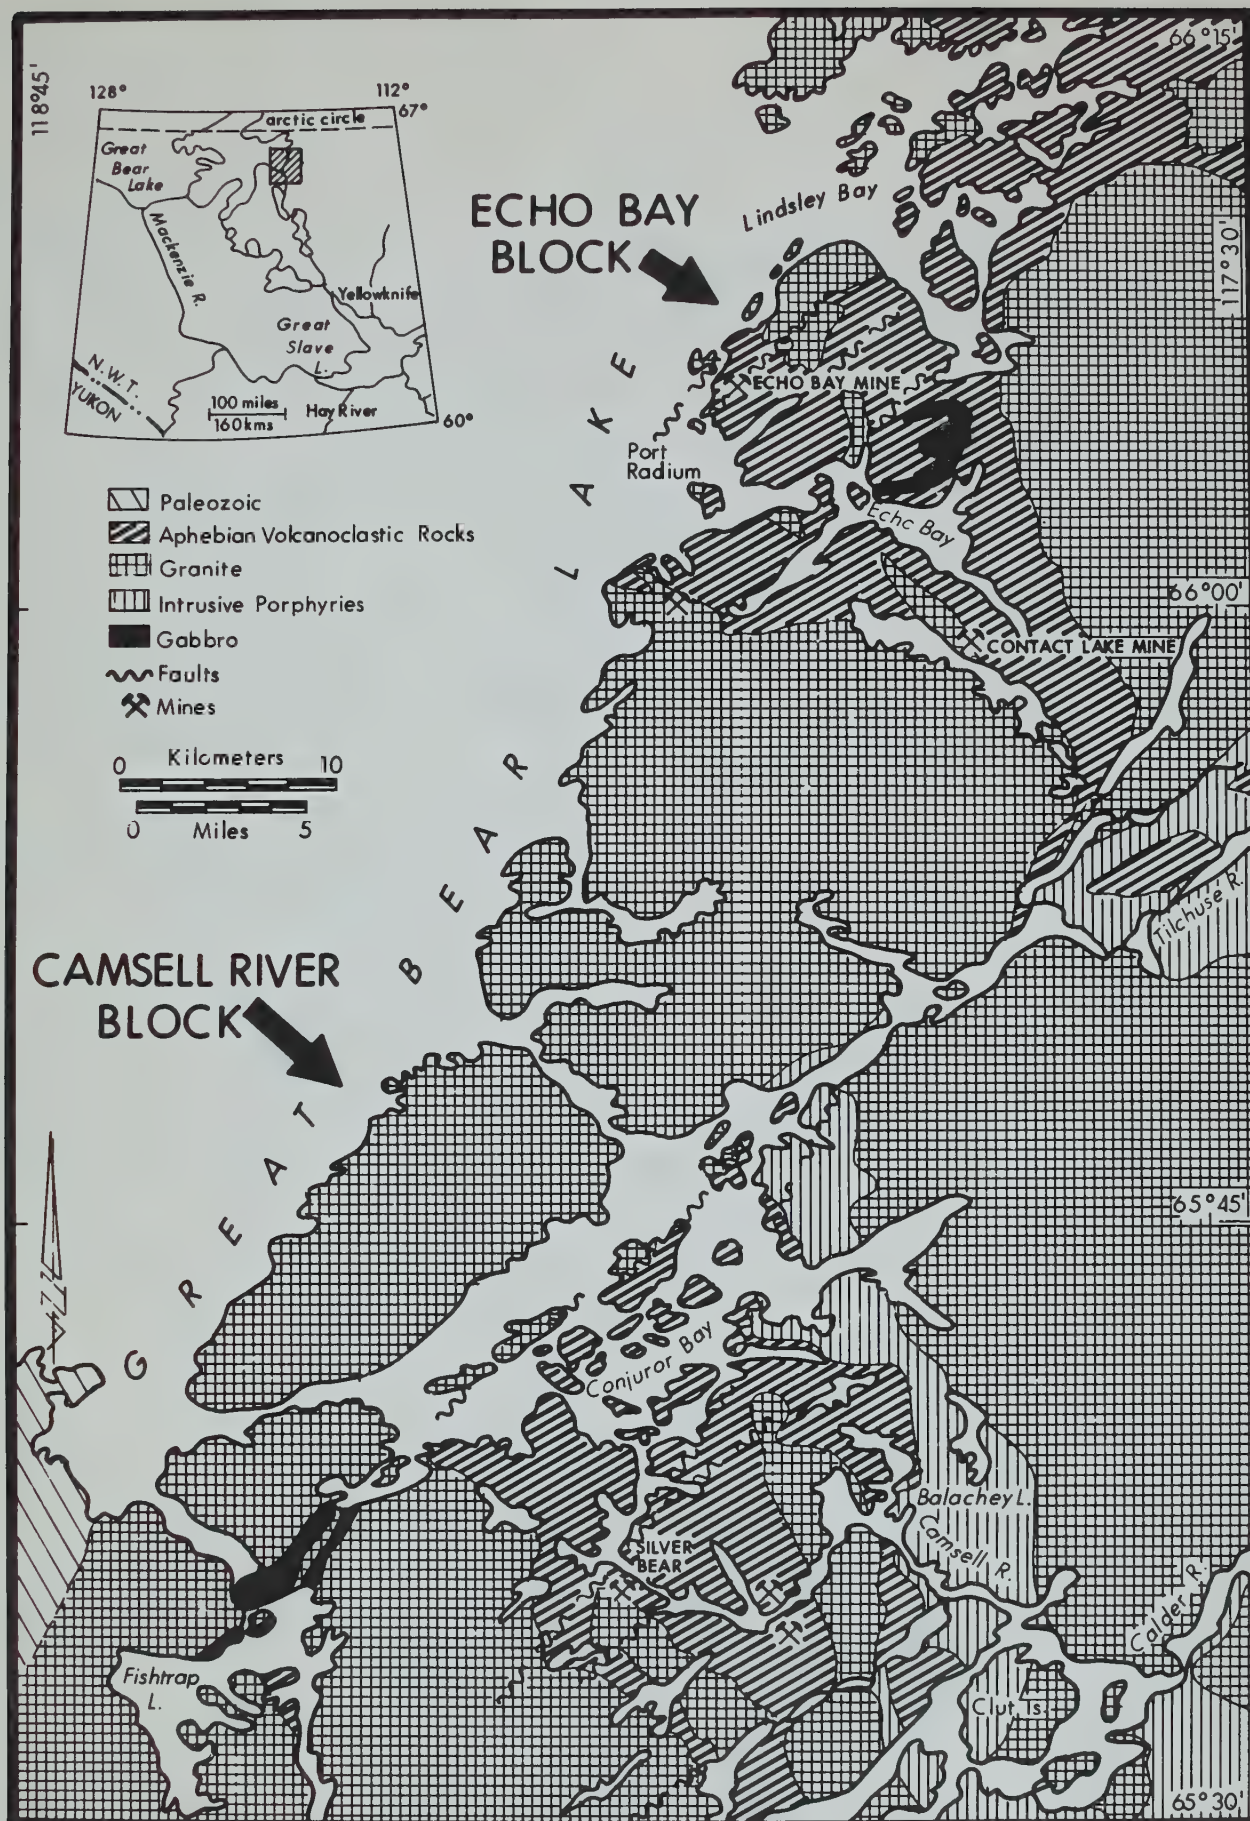 66°15'
118°45'
128°
112°
67°
arctic circle
Great
Bear
Lake
Mackenzie R.
Yellowknife
Great
Slave
L.
N.W.T.
YUKON
100 miles
160kms
Hay River
60°
ECHO BAY
BLOCK
Lindsley Bay
117°30'
ECHO BAY MINE
Port
Radium
Echo Bay
Paleozoic
Aphebian Volcanoclastic Rocks
Granite
Intrusive Porphyries
Gabbro
Faults
Mines
66°00'
CONTACT LAKE MINE
Kilometers
0 10
0 Miles 5
GREAT BEAR LAKE
Tilchuse R.
CAMSELL RIVER
BLOCK
65°45'
N
Conjuror Bay
Balachey L.
Camsell R.
SILVER
BEAR
Calder R.
Fishtrap
L.
Clut Is.
65°30'